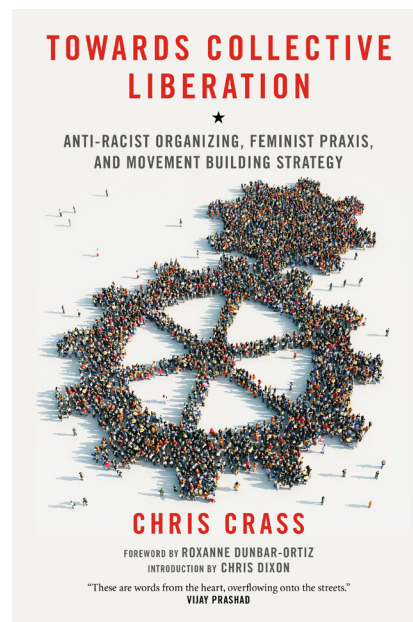 TOWARDS COLLECTIVE
LIBERATION
★
ANTI-RACIST ORGANIZING, FEMINIST PRAXIS,
AND MOVEMENT BUILDING STRATEGY
CHRIS CRASS
FOREWORD BY ROXANNE DUNBAR-ORTIZ
INTRODUCTION BY CHRIS DIXON
“These are words from the heart, overflowing onto the streets.”
VIJAY PRASHAD